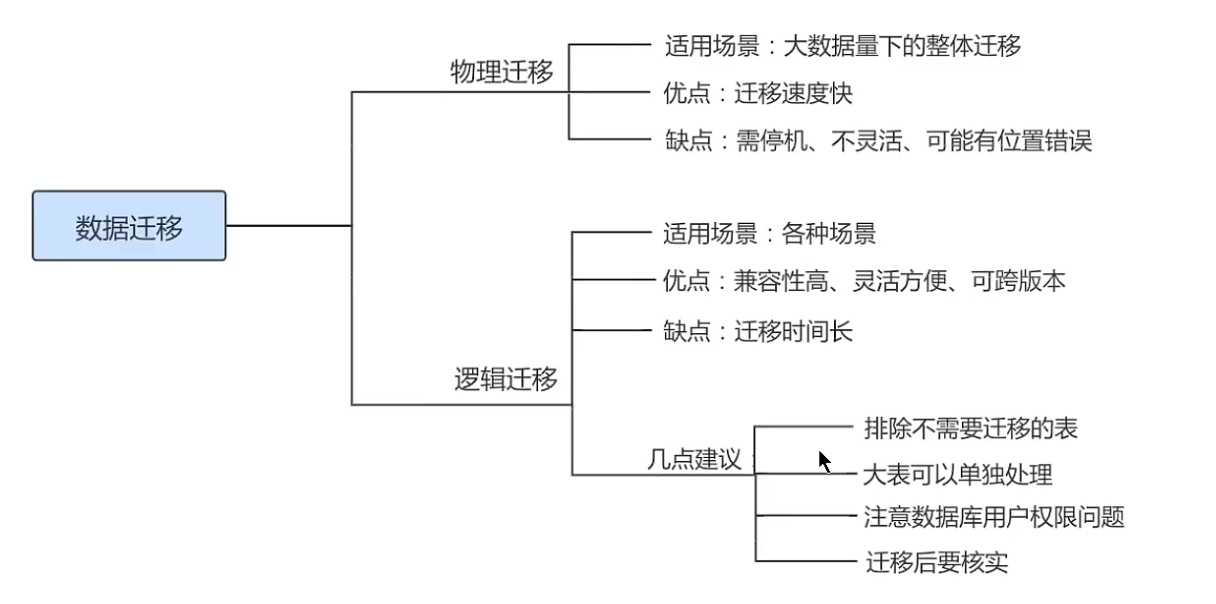 数据迁移
物理迁移
适用场景：大数据量下的整体迁移
优点：迁移速度快
缺点：需停机、不灵活、可能有位置错误
逻辑迁移
适用场景：各种场景
优点：兼容性高、灵活方便、可跨版本
缺点：迁移时间长
几点建议
排除不需要迁移的表
大表可以单独处理
注意数据库用户权限问题
迁移后要核实